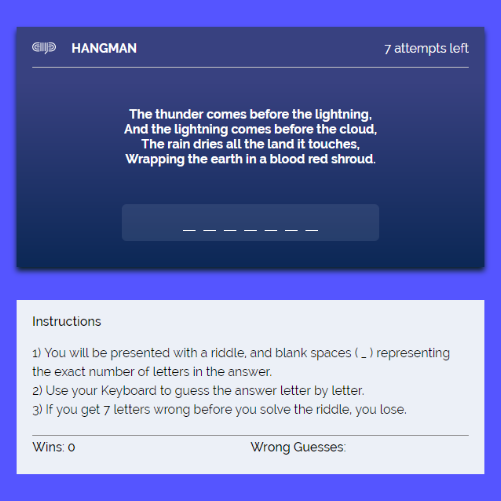 HANGMAN 7 attempts left
The thunder comes before the lightning,
And the lightning comes before the cloud,
The rain dries all the land it touches,
Wrapping the earth in a blood red shroud.
_ _ _ _ _ _ _
Instructions
1) You will be presented with a riddle, and blank spaces ( _ ) representing
the exact number of letters in the answer.
2) Use your Keyboard to guess the answer letter by letter.
3) If you get 7 letters wrong before you solve the riddle, you lose.
Wins: 0 Wrong Guesses: